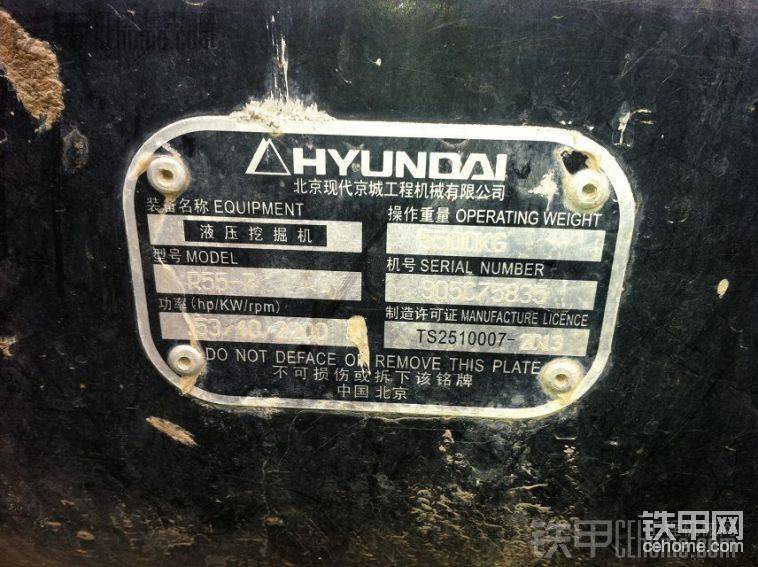 HYUNDAI
北京现代京城工程机械有限公司
装备名称 EQUIPMENT
液压挖掘机
操作重量 OPERATING WEIGHT
5500KG
型号 MODEL
R55-7
机号 SERIAL NUMBER
功率(hp/KW/rpm)
53/40/2200
制造许可证 MANUFACTURE LICENCE
TS2510007-2013
DO NOT DEFACE OR REMOVE THIS PLATE
不可损伤或拆下该铭牌
中国 北京
铁甲网
cehome.com